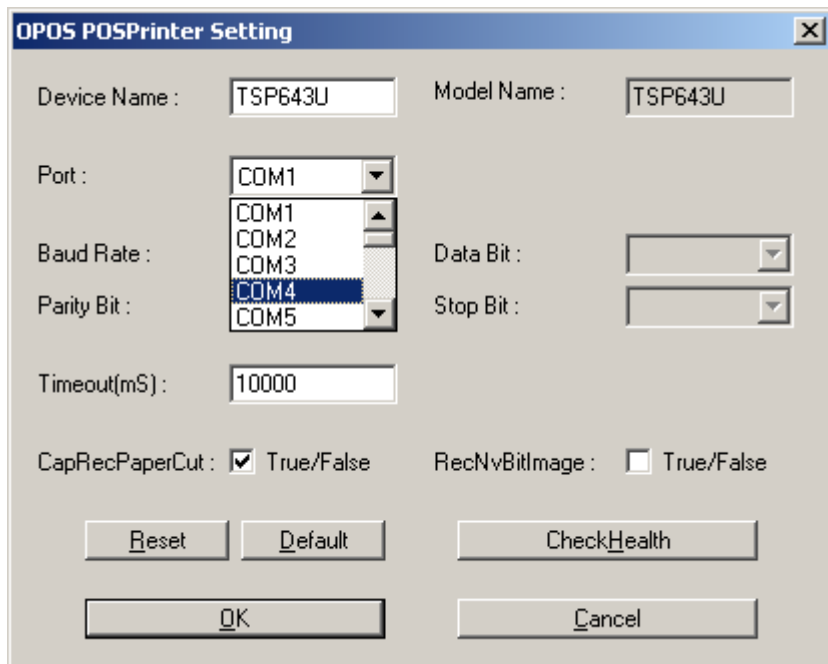 OPOS POSPrinter Setting
Device Name : TSP643U Model Name : TSP643U
Port : COM1
COM1
COM2
Baud Rate : COM3 Data Bit :
COM4
Parity Bit : COM5 Stop Bit :
Timeout(mS) : 10000
CapRecPaperCut : True/False RecNvBitImage : True/False
Reset Default CheckHealth
OK Cancel